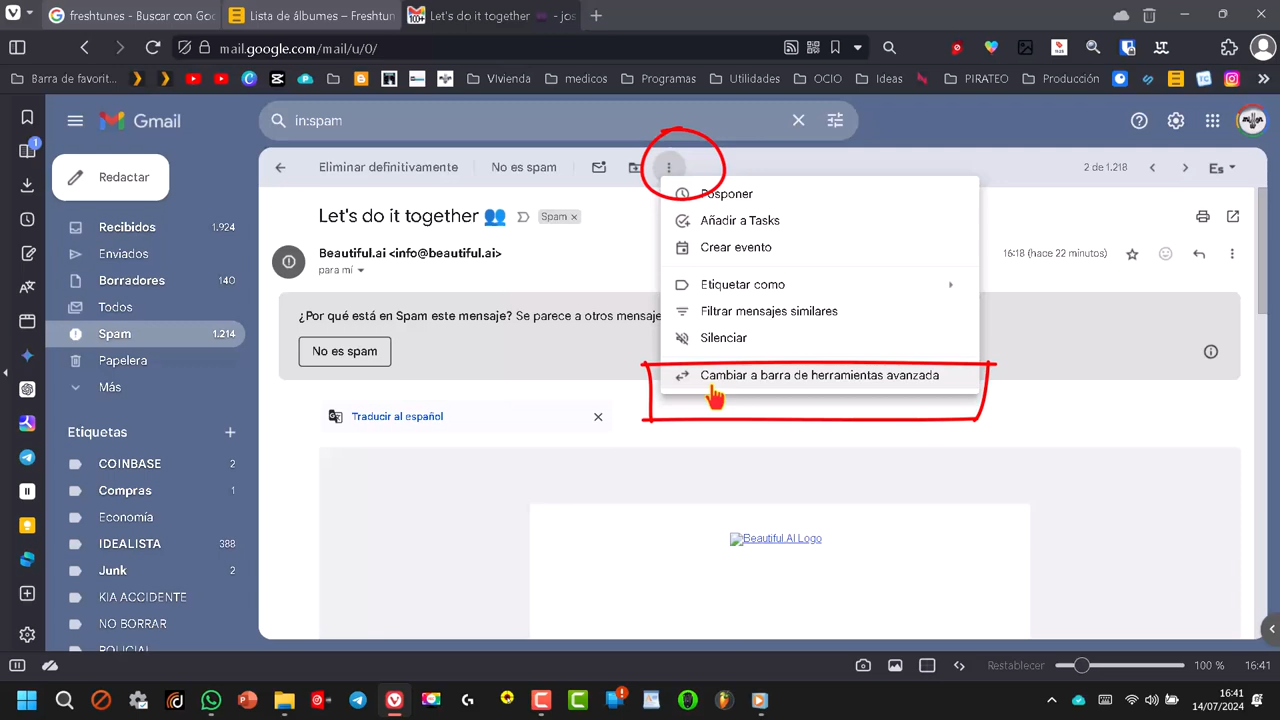 freshtunes - Buscar con Goo
Lista de álbumes – Freshtun
100+
Let's do it together
- jos
mail.google.com/mail/u/0/
Barra de favorit...
VIvienda
medicos
Programas
Utilidades
OCIO
Ideas
PIRATEO
Producción
Gmail
in:spam
Redactar
Eliminar definitivamente
No es spam
2 de 1.218
Es
Recibidos 1.924
Enviados
Borradores 11
Todos
Spam 1.214
Papelera
Más
Etiquetas
COINBASE 2
Compras 1
Economía
IDEALISTA 388
Junk 2
KIA ACCIDENTE
NO BORRAR
POLICIAL
Let's do it together
Spam ×
Beautiful.ai <info@beautiful.ai>
para mí
16:18 (hace 22 minutos)
¿Por qué está en Spam este mensaje? Se parece a otros mensaje
No es spam
Posponer
Añadir a Tasks
Crear evento
Etiquetar como
Filtrar mensajes similares
Silenciar
Cambiar a barra de herramientas avanzada
Traducir al español
Beautiful.AI Logo
Restablecer
100 %
16:41
16:41
14/07/2024